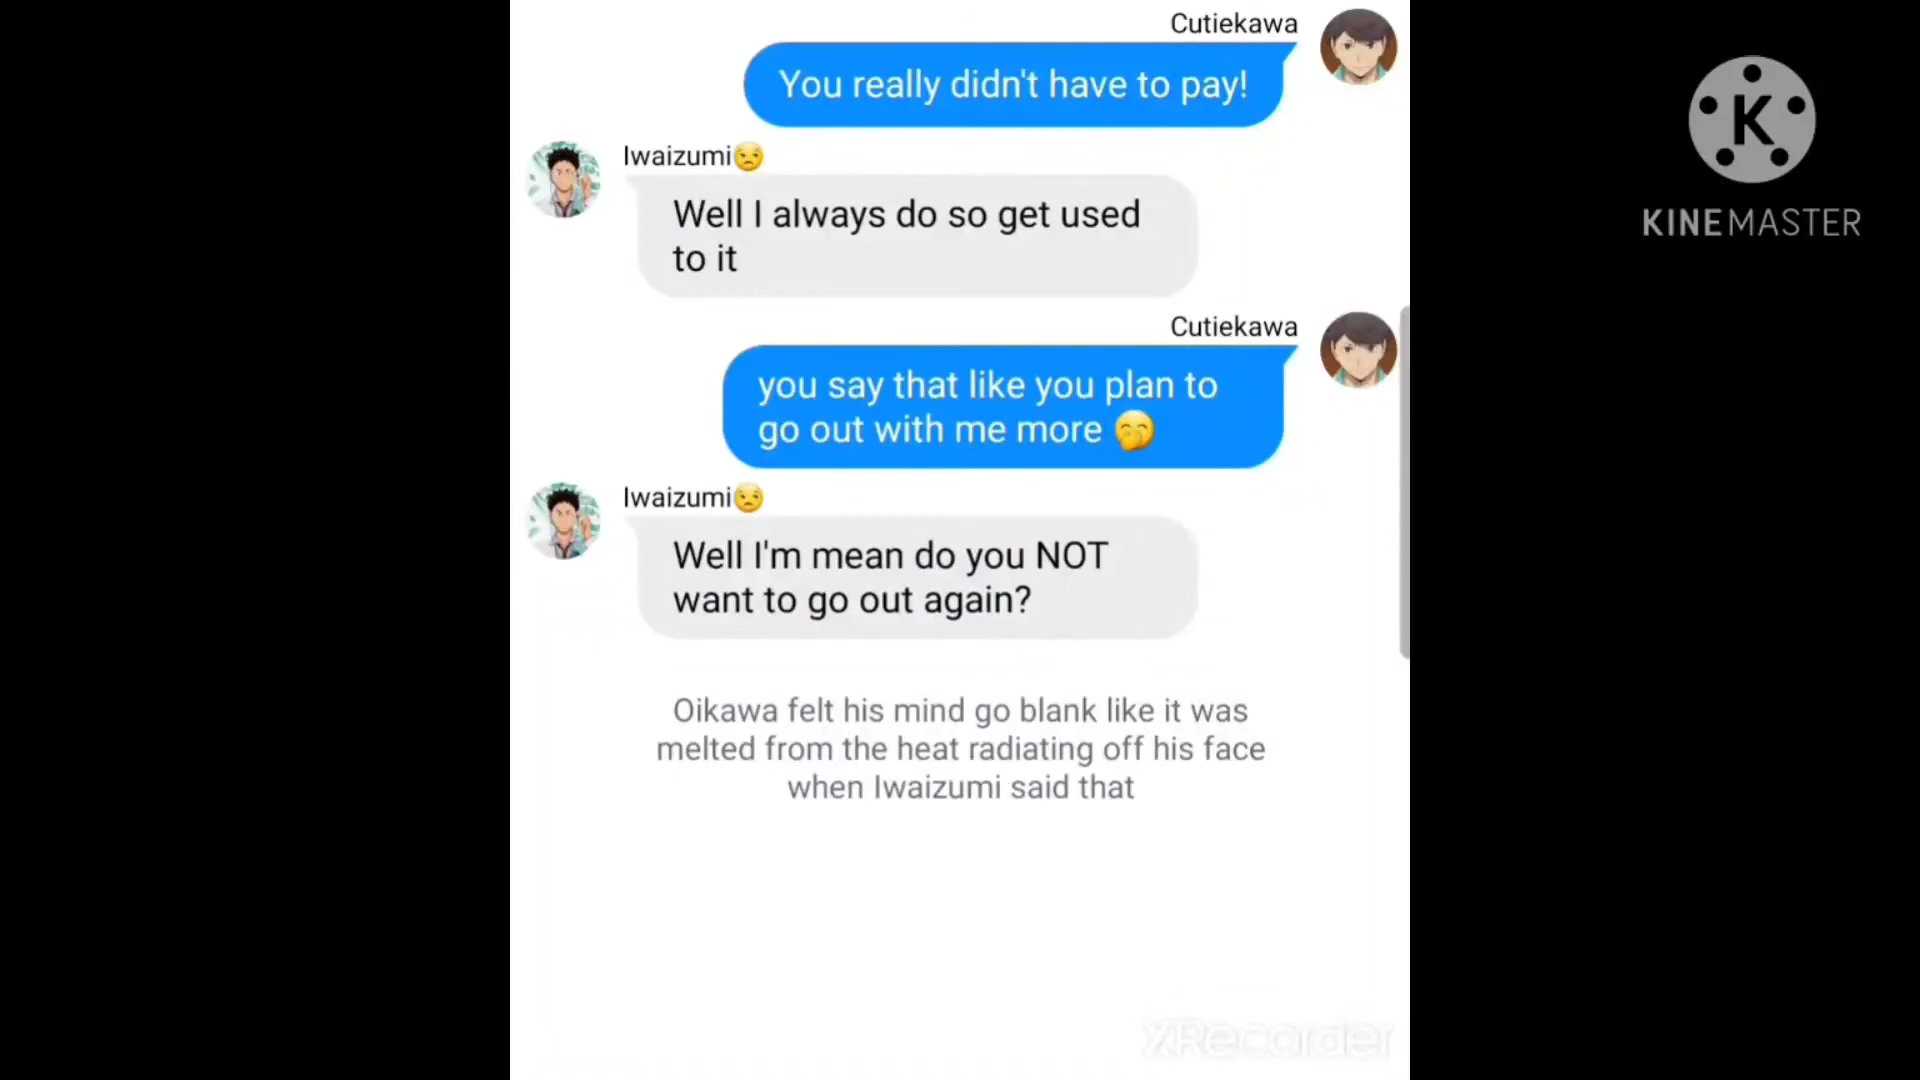 Cutiekawa
You really didn't have to pay!
Iwaizumi😒
Well I always do so get used
to it
Cutiekawa
you say that like you plan to
go out with me more 🤭
Iwaizumi😒
Well I'm mean do you NOT
want to go out again?
Oikawa felt his mind go blank like it was
melted from the heat radiating off his face
when Iwaizumi said that
K
KINEMASTER
XRecorder